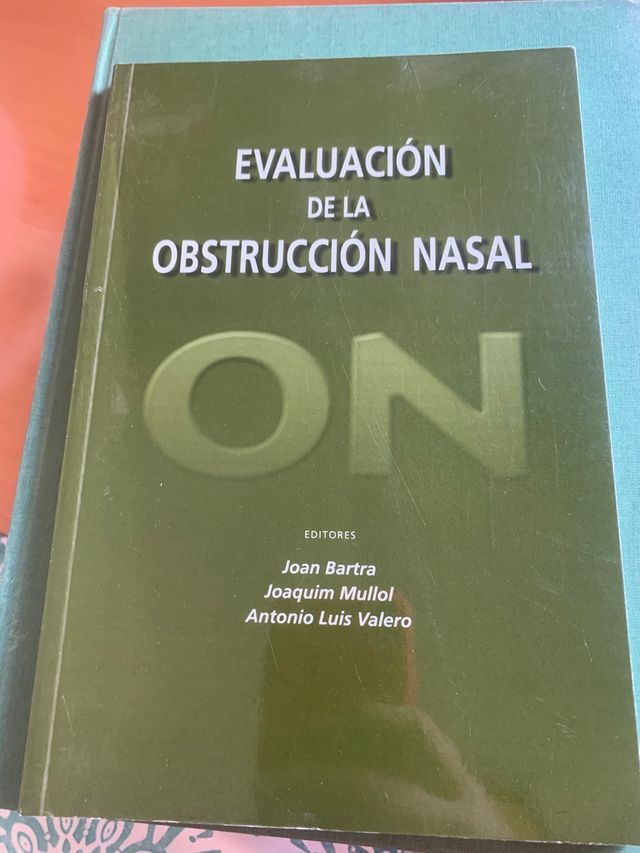 EVALUACIÓN
DE LA
OBSTRUCCIÓN NASAL
ON
EDITORES
Joan Bartra
Joaquim Mullol
Antonio Luis Valero